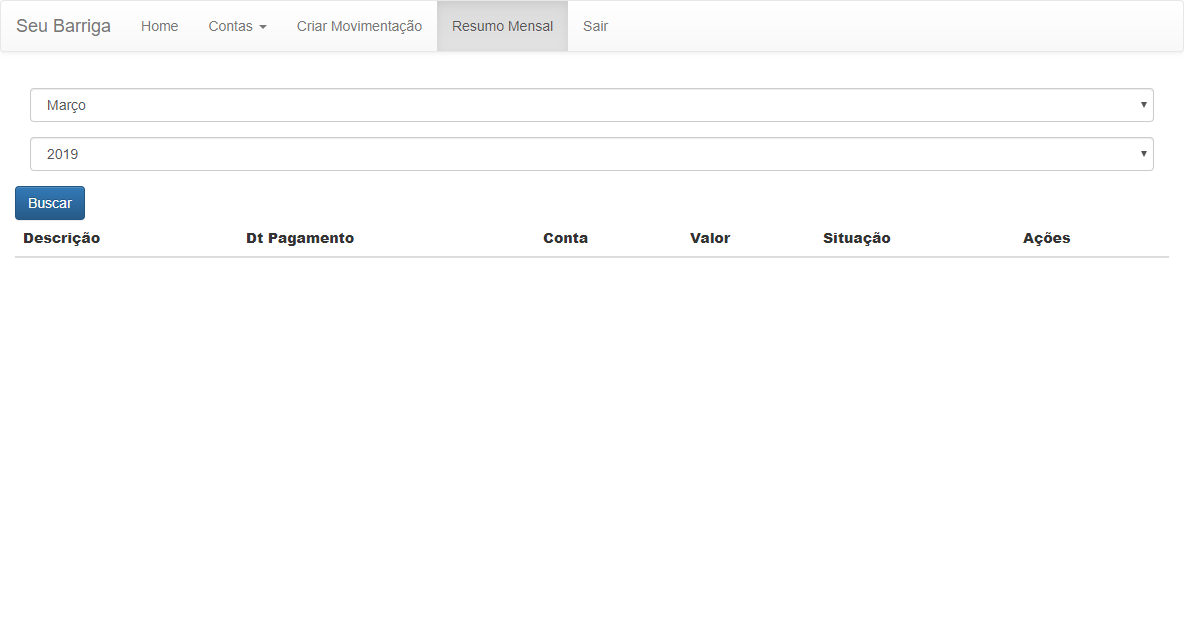 Seu Barriga Home Contas Criar Movimentação Resumo Mensal Sair
Março
2019
Buscar
Descrição Dt Pagamento Conta Valor Situação Ações